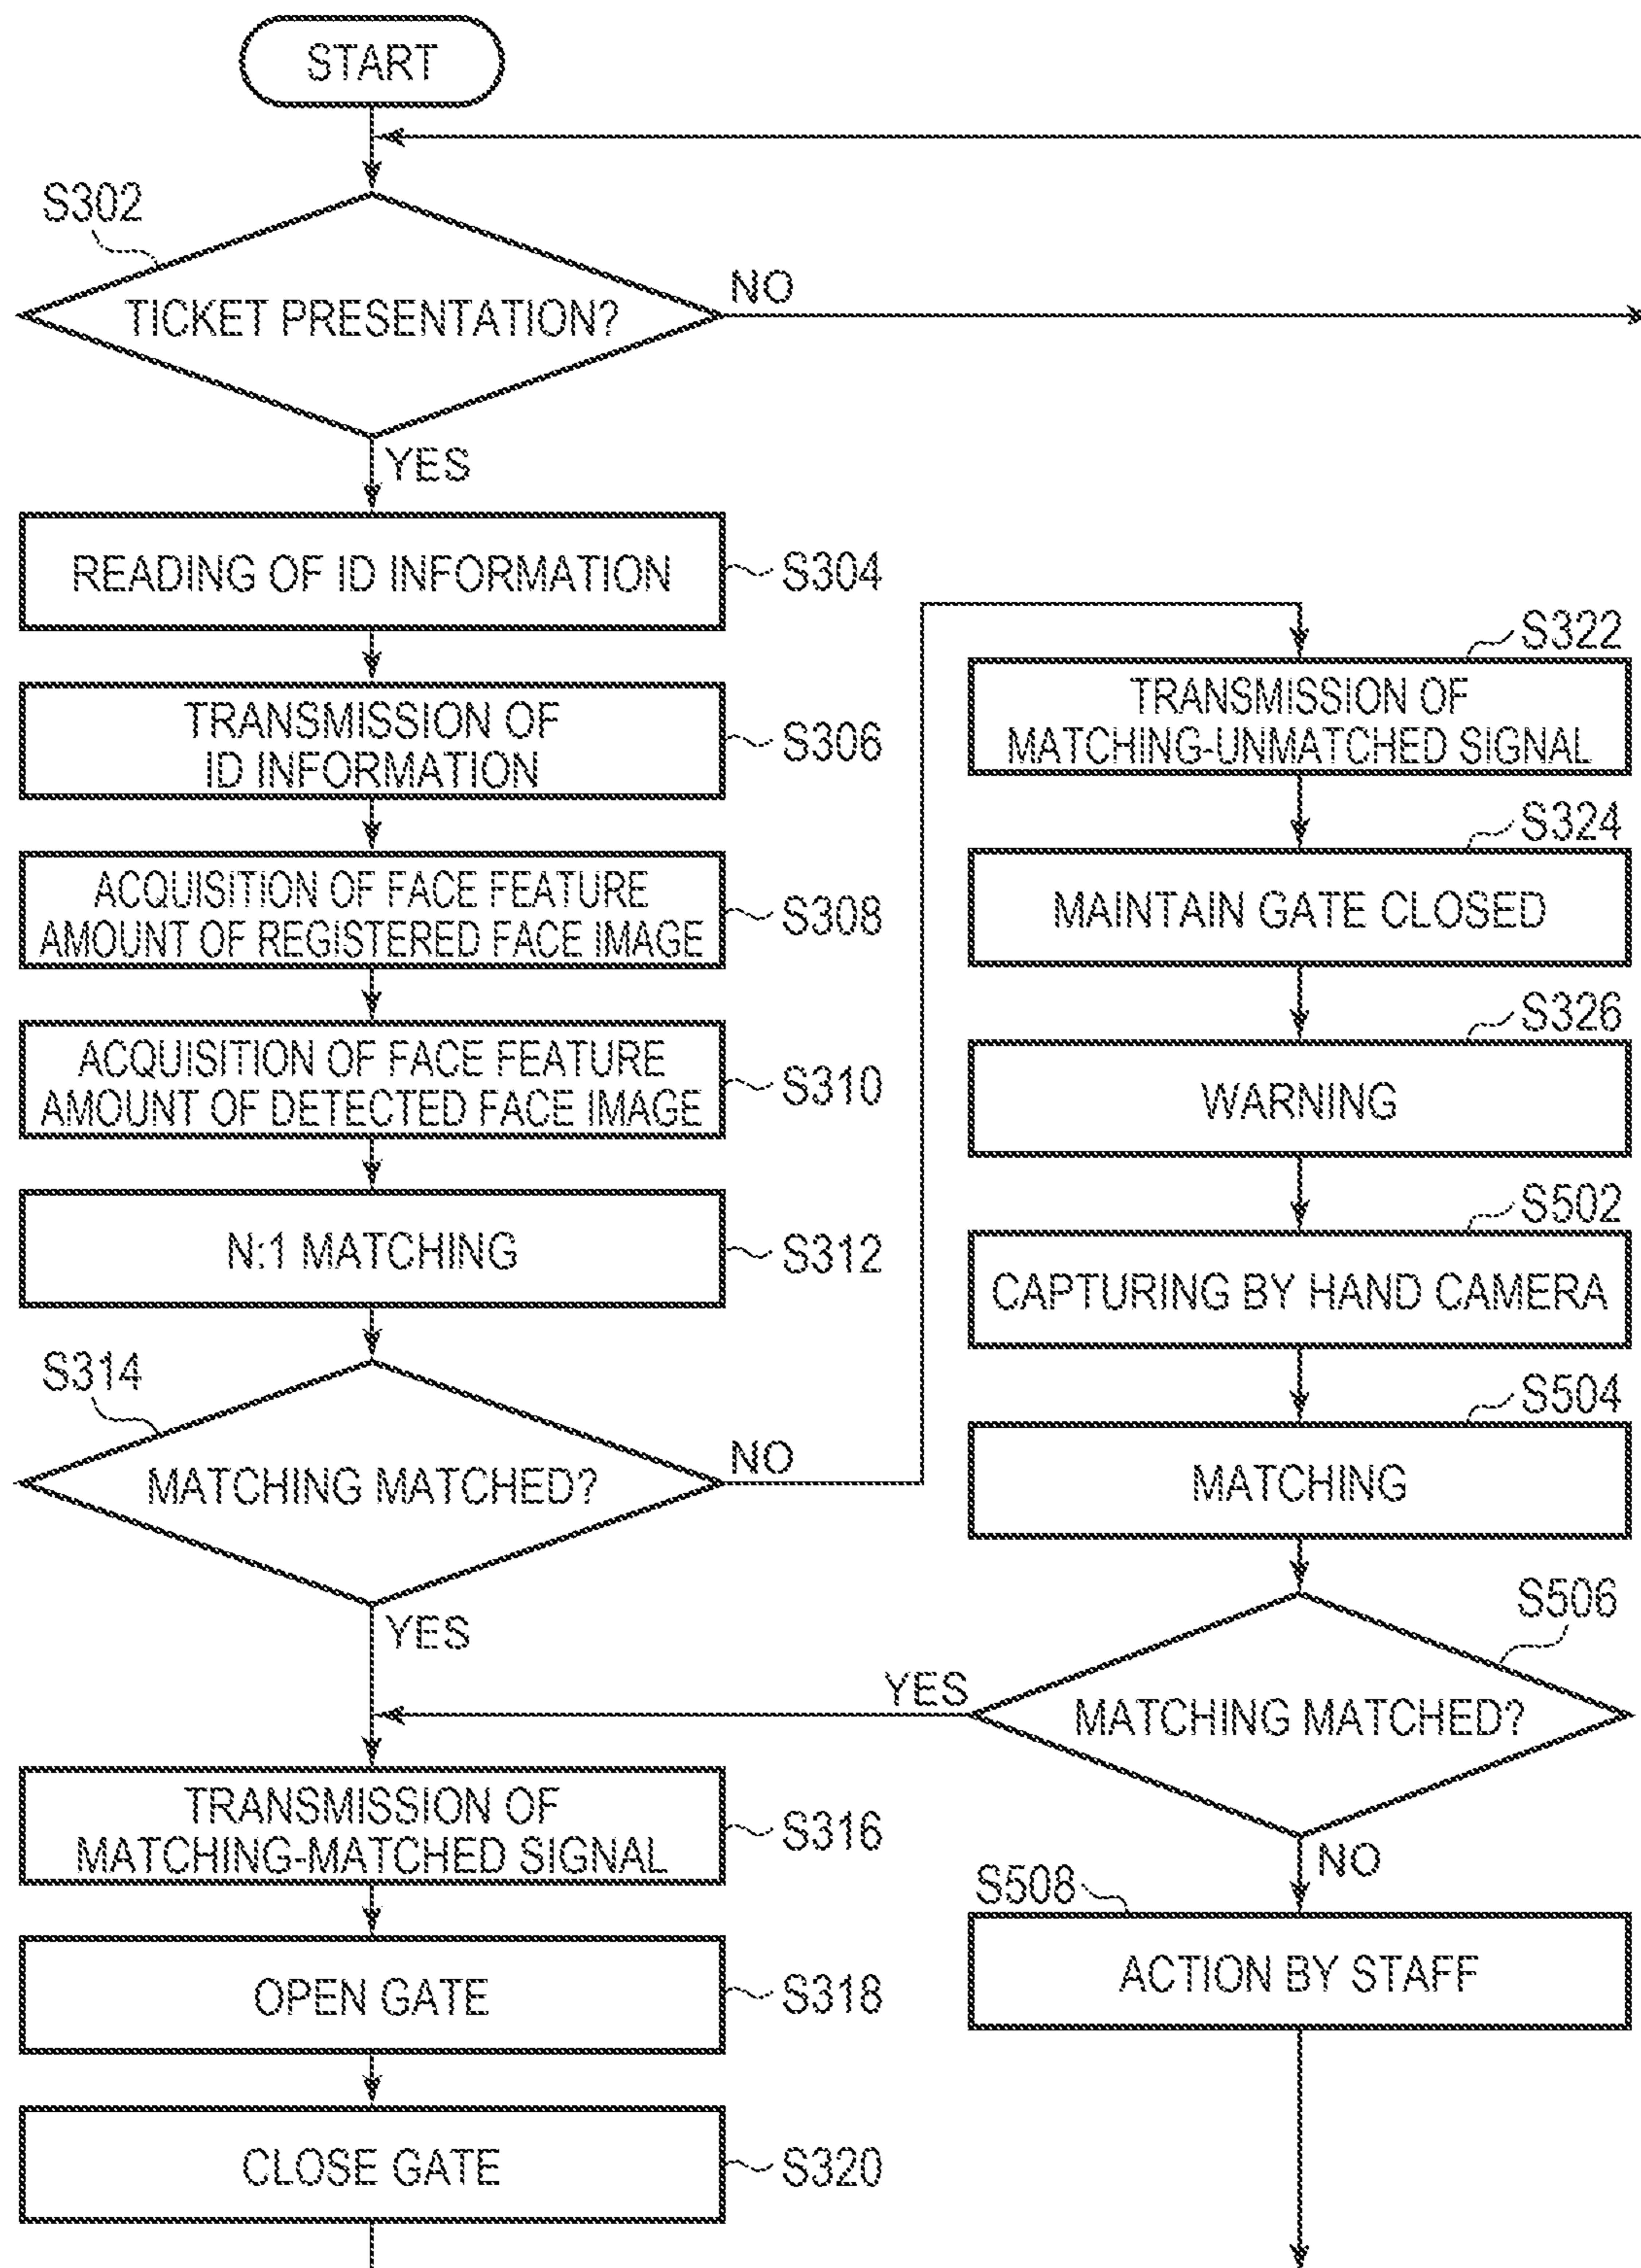 START
S302
TICKET PRESENTATION?
NO
YES
READING OF ID INFORMATION
S304
TRANSMISSION OF
ID INFORMATION
S306
ACQUISITION OF FACE FEATURE
AMOUNT OF REGISTERED FACE IMAGE
S308
ACQUISITION OF FACE FEATURE
AMOUNT OF DETECTED FACE IMAGE
S310
N:1 MATCHING
S312
S314
MATCHING MATCHED?
NO
YES
TRANSMISSION OF
MATCHING-MATCHED SIGNAL
S316
OPEN GATE
S318
CLOSE GATE
S320
S322
TRANSMISSION OF
MATCHING-UNMATCHED SIGNAL
S324
MAINTAIN GATE CLOSED
S326
WARNING
S502
CAPTURING BY HAND CAMERA
S504
MATCHING
S506
MATCHING MATCHED?
YES
NO
S508
ACTION BY STAFF